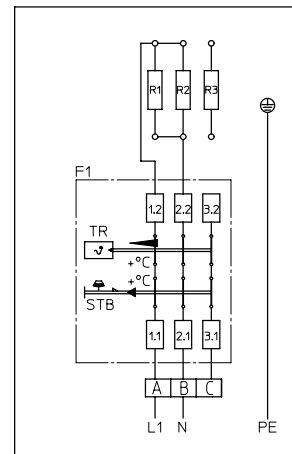 R1 R2 R3
F1
1.2 2.2 3.2
TR
ϑ
+°C
+°C
STB
1.1 2.1 3.1
A B C
L1 N PE